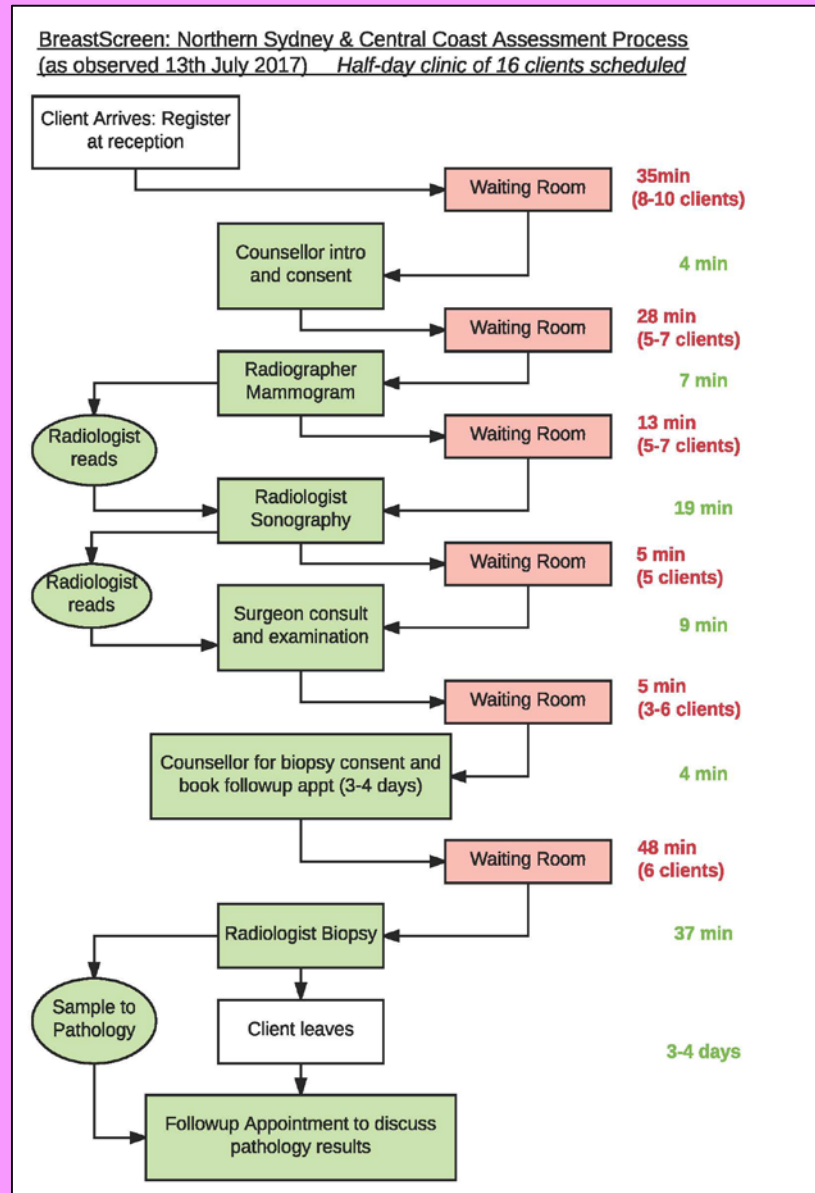 BreastScreen: Northern Sydney & Central Coast Assessment Process
(as observed 13th July 2017) Half-day clinic of 16 clients scheduled
Client Arrives: Register
at reception
Waiting Room
35min
(8-10 clients)
Counsellor intro
and consent
4 min
Waiting Room
28 min
(5-7 clients)
Radiographer
Mammogram
7 min
Radiologist
reads
Waiting Room
13 min
(5-7 clients)
Radiologist
Sonography
19 min
Radiologist
reads
Waiting Room
5 min
(5 clients)
Surgeon consult
and examination
9 min
Waiting Room
5 min
(3-6 clients)
Counsellor for biopsy consent and
book followup appt (3-4 days)
4 min
Waiting Room
48 min
(6 clients)
Radiologist Biopsy
37 min
Sample to
Pathology
Client leaves
3-4 days
Followup Appointment to discuss
pathology results